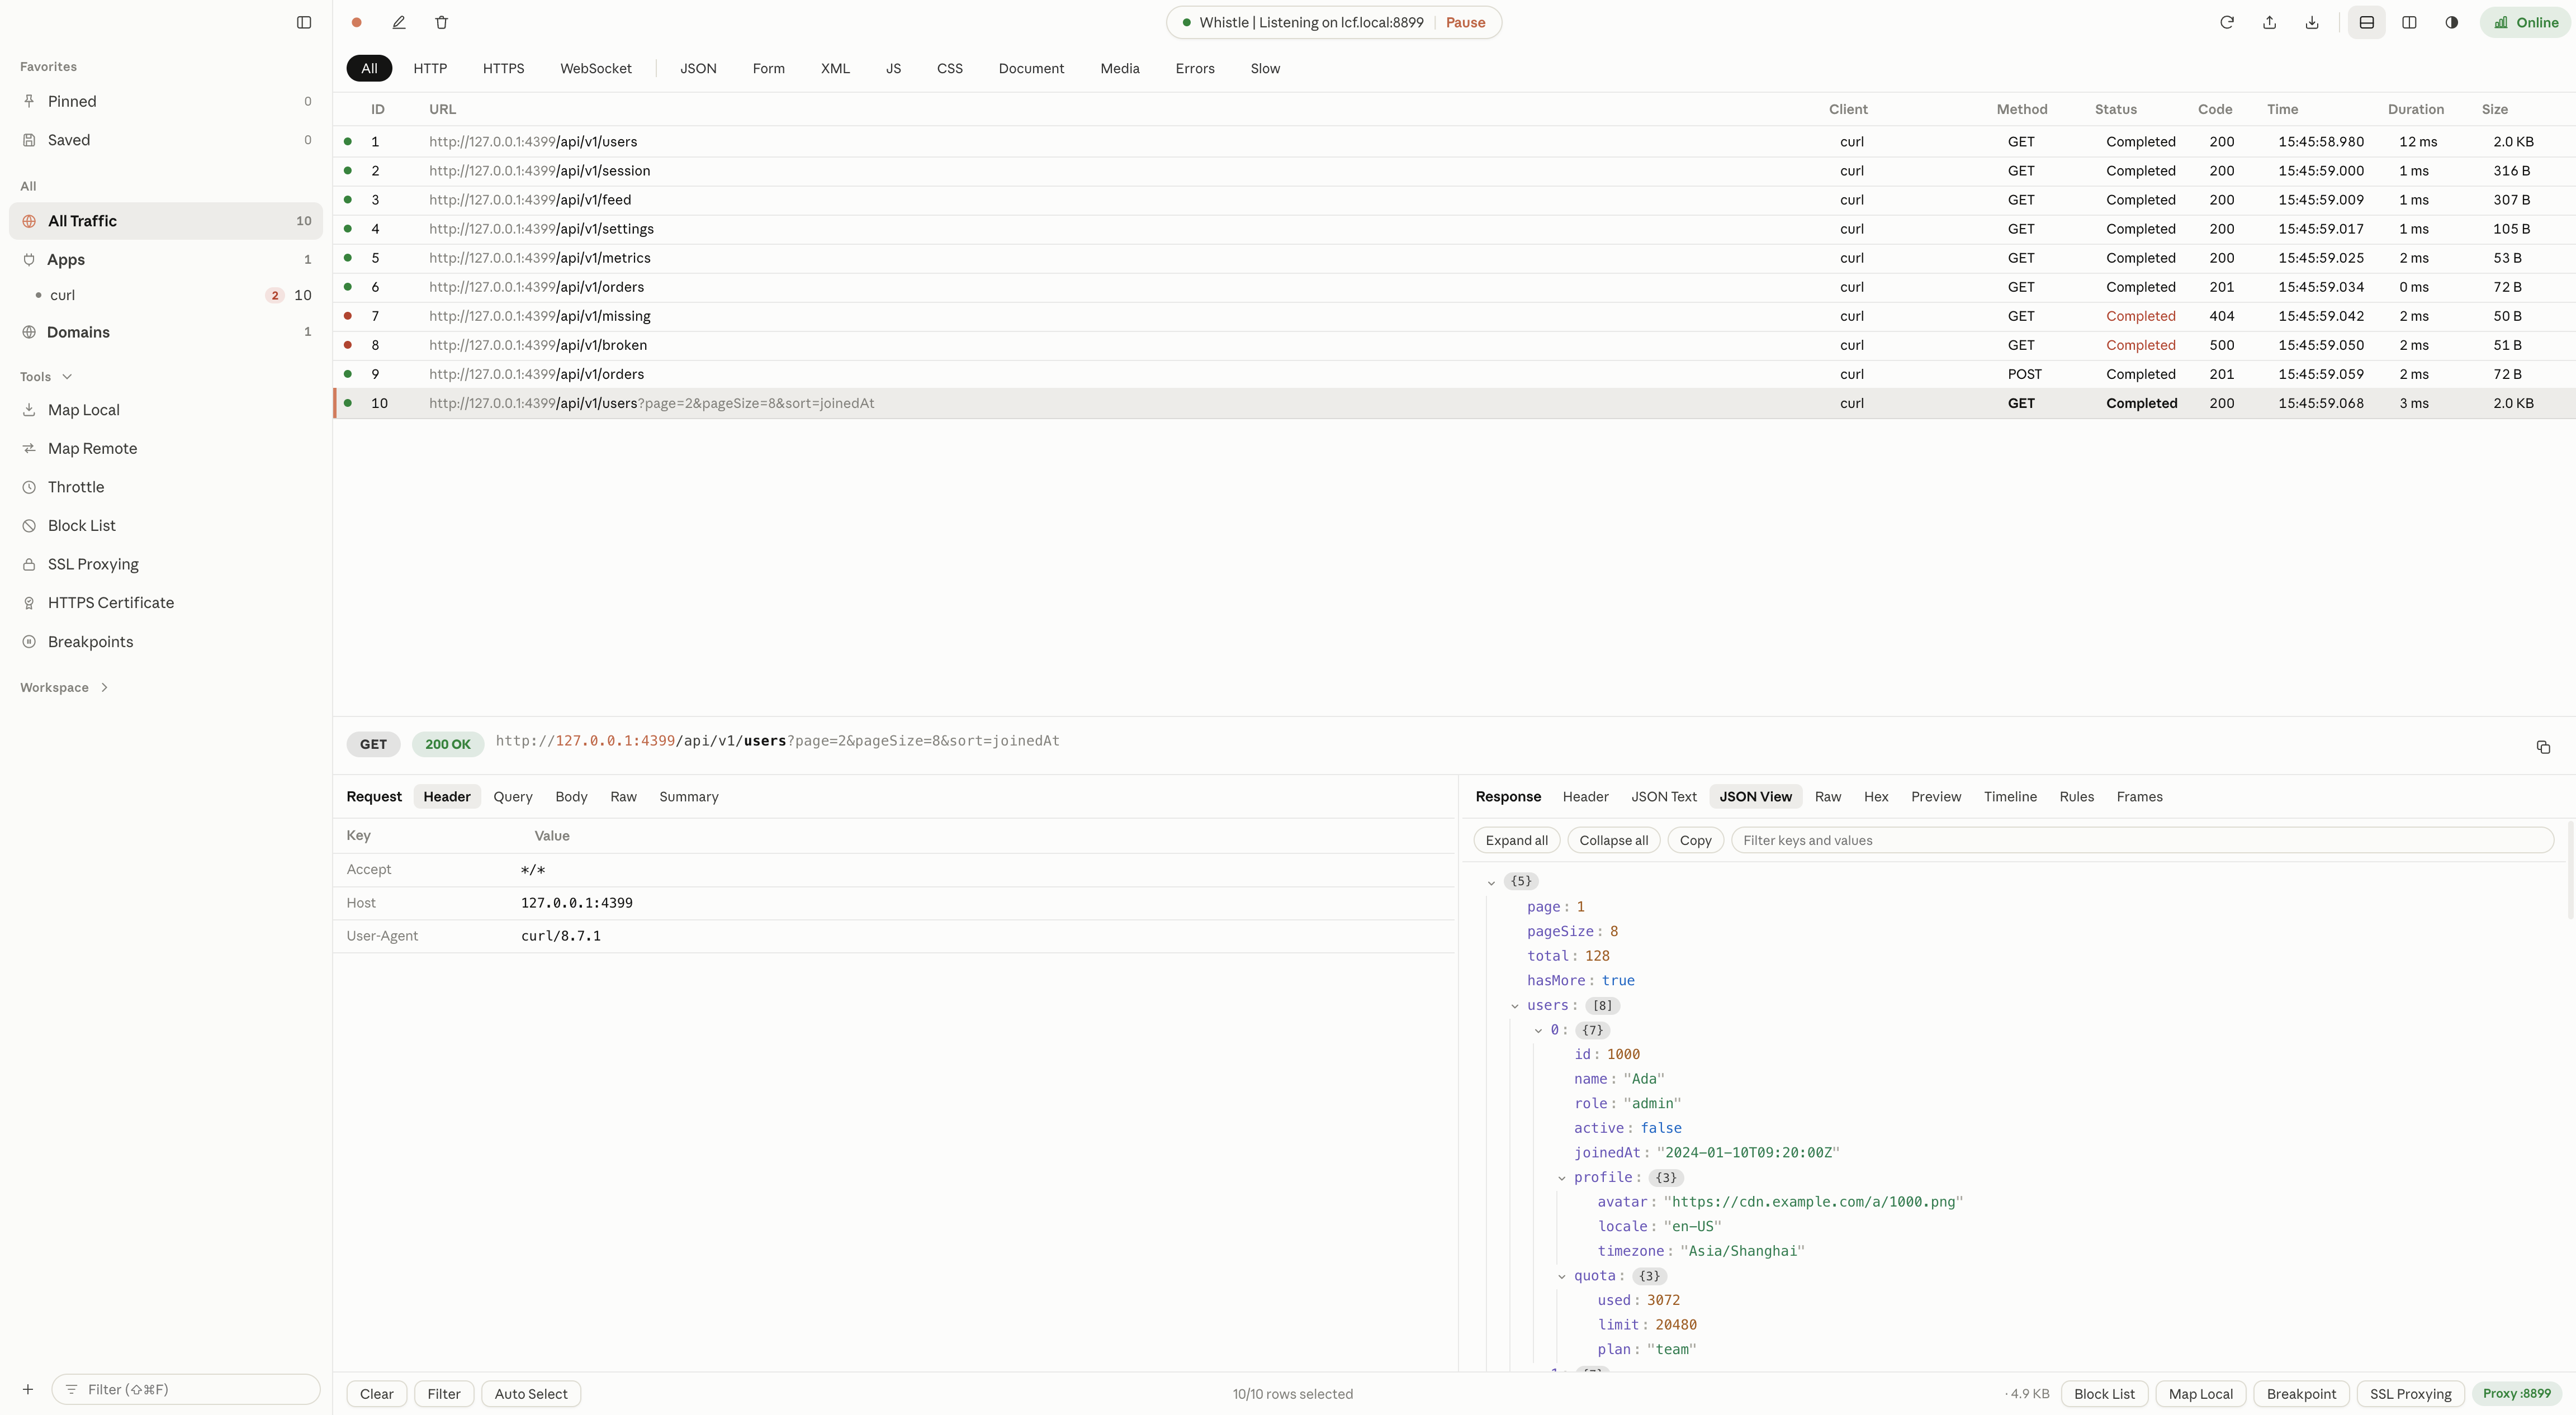 Whistle | Listening on lcf.local:8899 Pause
Online
Favorites
Pinned 0
Saved 0
All
All Traffic 10
Apps 1
curl 2 10
Domains 1
Tools
Map Local
Map Remote
Throttle
Block List
SSL Proxying
HTTPS Certificate
Breakpoints
Workspace
Filter (⇧⌘F)
All HTTP HTTPS WebSocket JSON Form XML JS CSS Document Media Errors Slow
ID URL Client Method Status Code Time Duration Size
1 http://127.0.0.1:4399/api/v1/users curl GET Completed 200 15:45:58.980 12 ms 2.0 KB
2 http://127.0.0.1:4399/api/v1/session curl GET Completed 200 15:45:59.000 1 ms 316 B
3 http://127.0.0.1:4399/api/v1/feed curl GET Completed 200 15:45:59.009 1 ms 307 B
4 http://127.0.0.1:4399/api/v1/settings curl GET Completed 200 15:45:59.017 1 ms 105 B
5 http://127.0.0.1:4399/api/v1/metrics curl GET Completed 200 15:45:59.025 2 ms 53 B
6 http://127.0.0.1:4399/api/v1/orders curl GET Completed 201 15:45:59.034 0 ms 72 B
7 http://127.0.0.1:4399/api/v1/missing curl GET Completed 404 15:45:59.042 2 ms 50 B
8 http://127.0.0.1:4399/api/v1/broken curl GET Completed 500 15:45:59.050 2 ms 51 B
9 http://127.0.0.1:4399/api/v1/orders curl POST Completed 201 15:45:59.059 2 ms 72 B
10 http://127.0.0.1:4399/api/v1/users?page=2&pageSize=8&sort=joinedAt curl GET Completed 200 15:45:59.068 3 ms 2.0 KB
GET 200 OK http://127.0.0.1:4399/api/v1/users?page=2&pageSize=8&sort=joinedAt
Request Header Query Body Raw Summary
Key Value
Accept */*
Host 127.0.0.1:4399
User-Agent curl/8.7.1
Response Header JSON Text JSON View Raw Hex Preview Timeline Rules Frames
Expand all Collapse all Copy Filter keys and values
{5}
page: 1
pageSize: 8
total: 128
hasMore: true
users: [8]
0: {7}
id: 1000
name: "Ada"
role: "admin"
active: false
joinedAt: "2024-01-10T09:20:00Z"
profile: {3}
avatar: "https://cdn.example.com/a/1000.png"
locale: "en-US"
timezone: "Asia/Shanghai"
quota: {3}
used: 3072
limit: 20480
plan: "team"
Clear Filter Auto Select 10/10 rows selected · 4.9 KB Block List Map Local Breakpoint SSL Proxying Proxy :8899